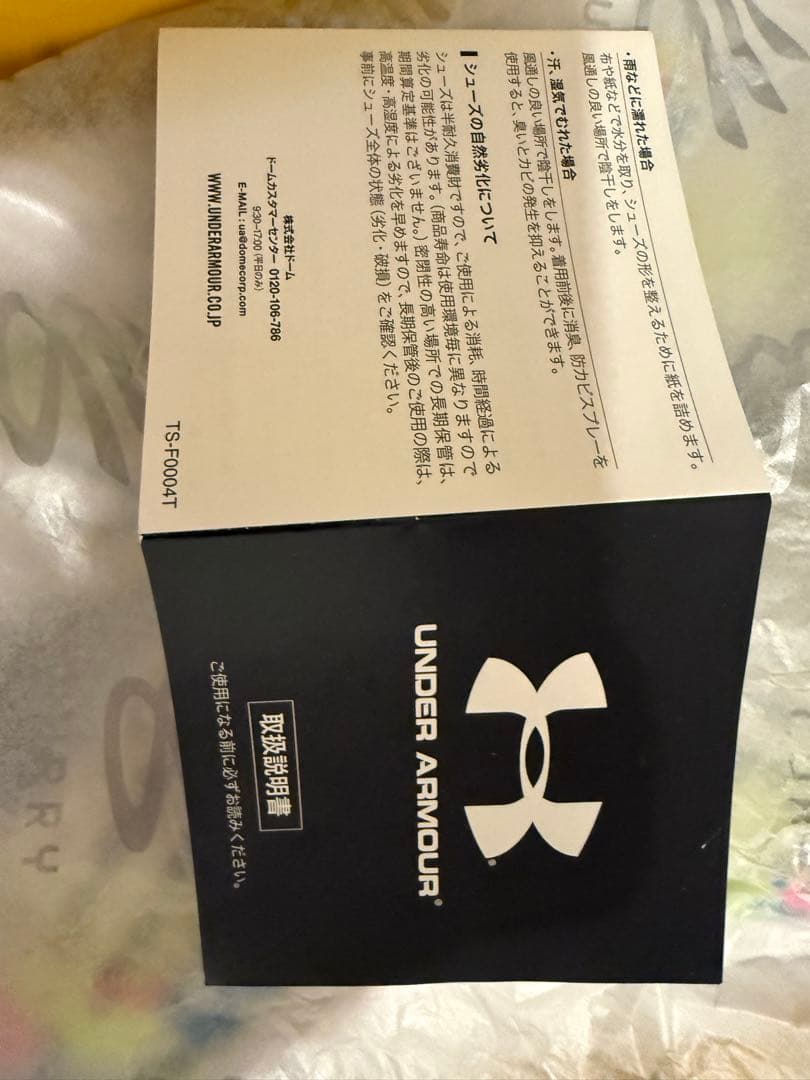 ・雨などに濡れた場合
布や紙などで水分を取り、シューズの形を整えるために紙を詰めます。
風通しの良い場所で陰干しをします。
・汗、湿気でむれた場合
風通しの良い場所で陰干しをします。着用前後に消臭、防カビスプレーを
使用すると、臭いとカビの発生を抑えることができます。
シューズの自然劣化について
シューズは半耐久消費財ですので、ご使用による消耗、時間経過による
劣化の可能性があります。(商品寿命は使用環境毎に異なりますので
期間算定基準はございません。)密閉性の高い場所での長期保管は、
高温度・高湿度による劣化を早めますので、長期保管後のご使用の際は、
事前にシューズ全体の状態(劣化・破損)をご確認ください。
株式会社ドーム
ドームカスタマーセンター 0120-106-786
9:30~17:00 (平日のみ)
E-MAIL : ua@domecorp.com
WWW.UNDERARMOUR.CO.JP
TS-F0004T
UNDER ARMOUR®
取扱説明書
ご使用になる前に必ずお読みください。